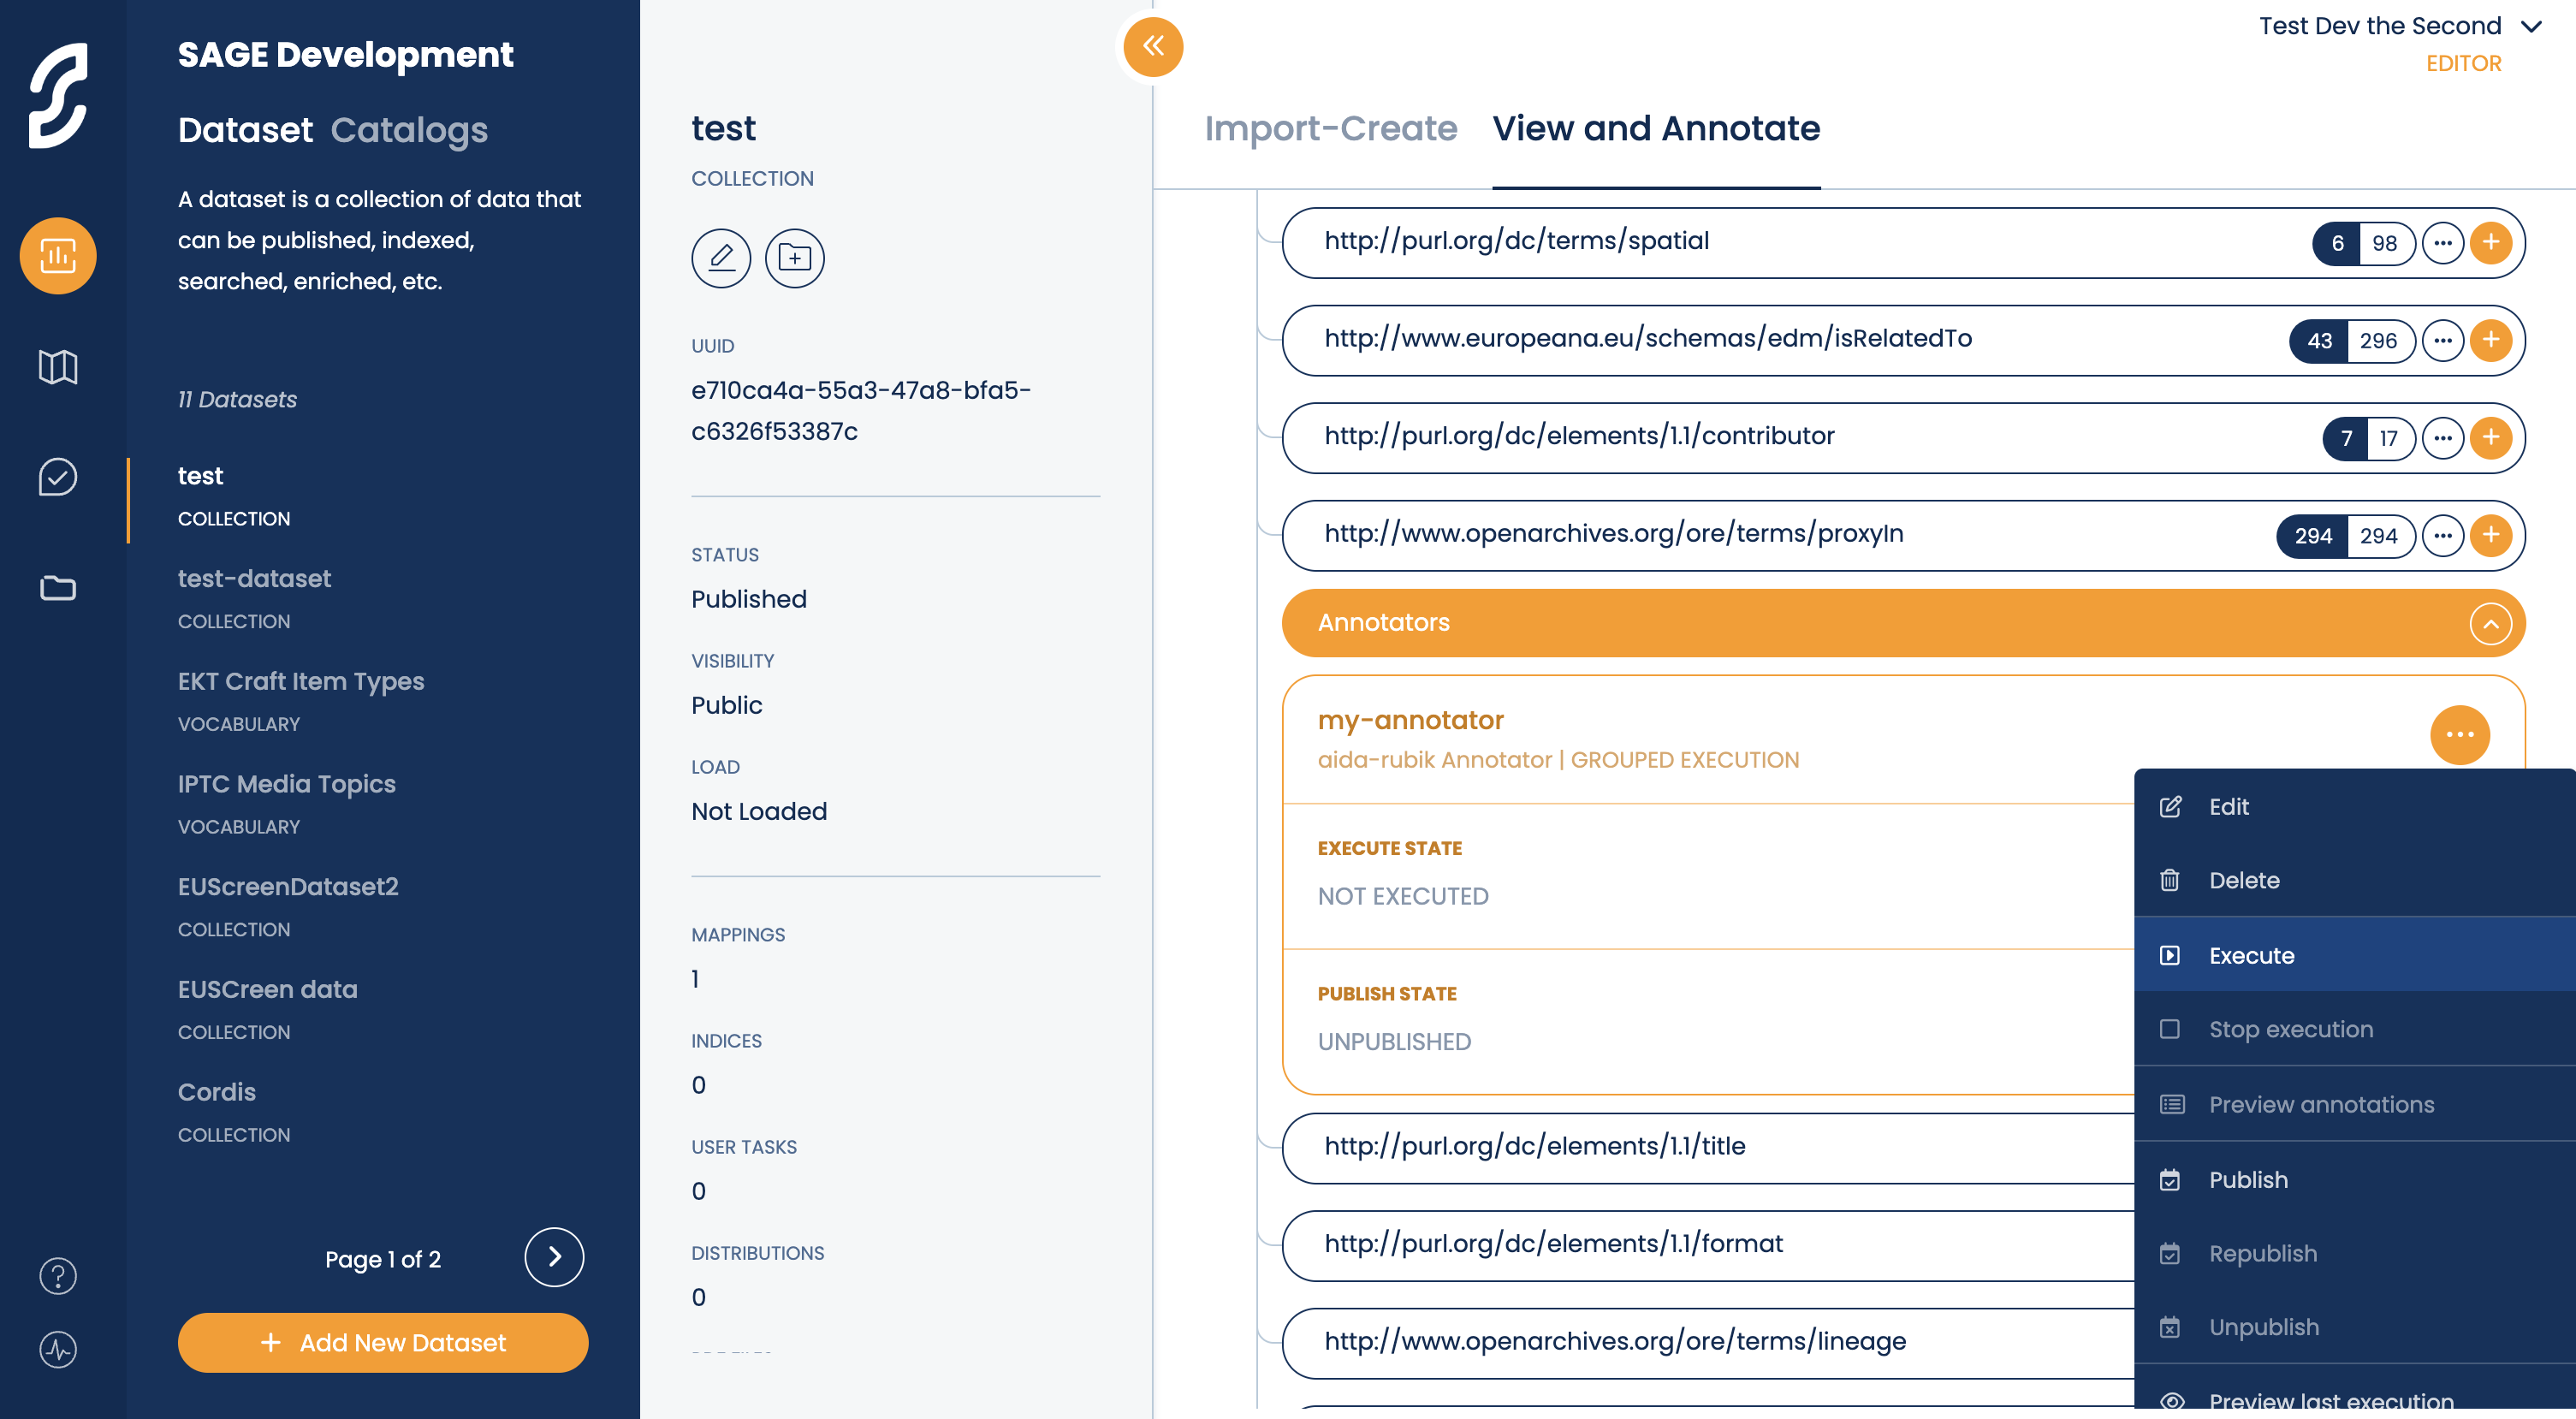 SAGE Development
Dataset Catalogs
A dataset is a collection of data that
can be published, indexed,
searched, enriched, etc.
11 Datasets
test
COLLECTION
test-dataset
COLLECTION
EKT Craft Item Types
VOCABULARY
IPTC Media Topics
VOCABULARY
EUScreenDataset2
COLLECTION
EUSCreen data
COLLECTION
Cordis
COLLECTION
Page 1 of 2
+ Add New Dataset
test
COLLECTION
UUID
e710ca4a-55a3-47a8-bfa5-
c6326f53387c
STATUS
Published
VISIBILITY
Public
LOAD
Not Loaded
MAPPINGS
1
INDICES
0
USER TASKS
0
DISTRIBUTIONS
0
Test Dev the Second
EDITOR
Import-Create View and Annotate
http://purl.org/dc/terms/spatial 6 98
http://www.europeana.eu/schemas/edm/isRelatedTo 43 296
http://purl.org/dc/elements/1.1/contributor 7 17
http://www.openarchives.org/ore/terms/proxyIn 294 294
Annotators
my-annotator
aida-rubik Annotator | GROUPED EXECUTION
EXECUTE STATE
NOT EXECUTED
PUBLISH STATE
UNPUBLISHED
http://purl.org/dc/elements/1.1/title
http://purl.org/dc/elements/1.1/format
http://www.openarchives.org/ore/terms/lineage
Edit
Delete
Execute
Stop execution
Preview annotations
Publish
Republish
Unpublish
Preview last execution